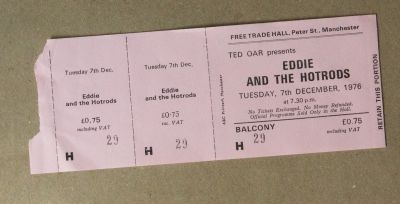 Tuesday 7th Dec,
Eddie
and the Hotrods
£0.75
including VAT
H 29
Tuesday 7th Dec,
Eddie
and the Hotrods
£0·75
inc. VAT
H 29
FREE TRADE HALL, Peter St., Manchester
TED OAR presents
EDDIE
AND THE HOTRODS
TUESDAY, 7th DECEMBER, 1976
at 7.30 p.m.
No Tickets Exchanged. No Money Refunded.
Official Programme Sold Only in the Hall.
BALCONY £0.75
H 29 including VAT
RETAIN THIS PORTION